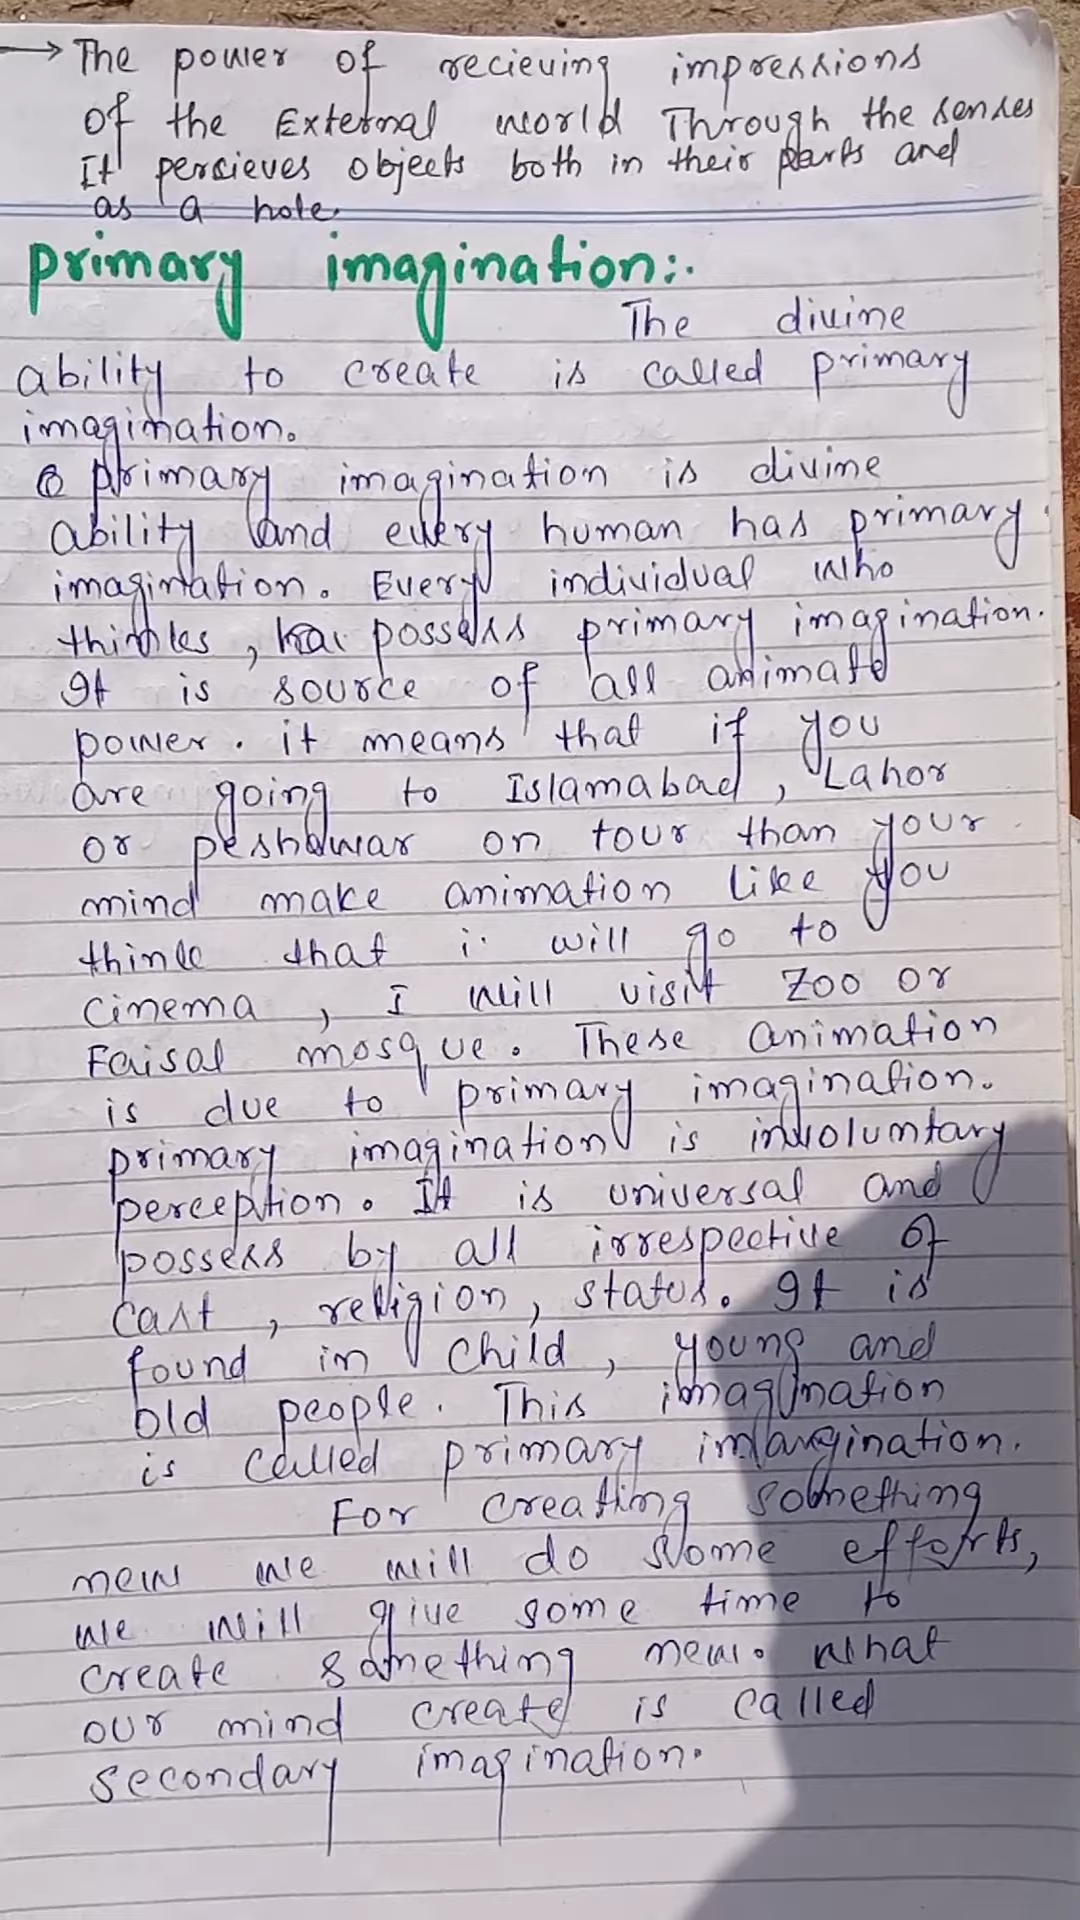 → The power of recieving impressions
of the External world Through the senses
It percieves objects both in their parts and
as a hole.
primary imagination:.
The divine
ability to create is called primary
imagination.
primary imagination is divine
ability and every human has primary
imagination. Every individual who
thinks, possess primary imagination.
It is source of all animate
power. it means that if you
are going to Islamabad, Lahor
or peshawar on tour than your
mind make animation like you
think that i will go to
cinema, I will visit zoo or
Faisal mosque. These animation
is due to primary imagination.
primary imagination is involuntary
perception. It is universal and
possess by all irrespective of
Cast, religion, status. It is
found in child, young and
old people. This imagination
is called primary imargination.
For creating something
new we will do some efforts,
we will give some time to
create something new. what
our mind create is called
secondary imagination.